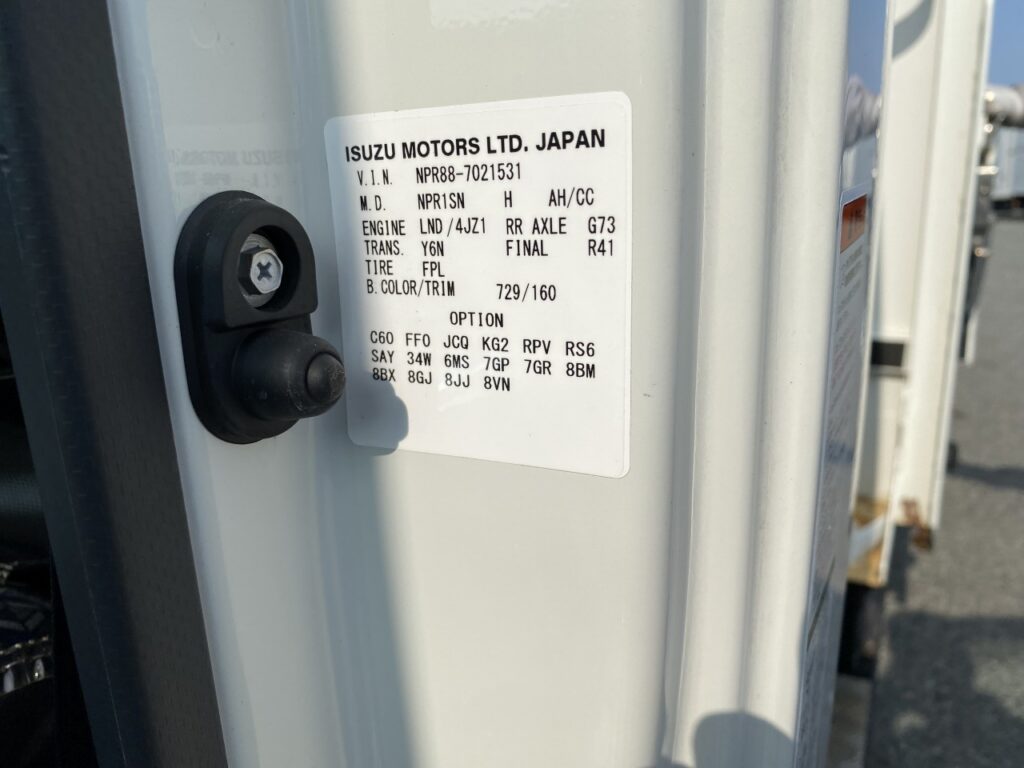 ISUZU MOTORS LTD. JAPAN
V.I.N. NPR88-7021531
M.D. NPR1SN H AH/CC
ENGINE LND/4JZ1 RR AXLE G73
TRANS. Y6N FINAL R41
TIRE FPL
B.COLOR/TRIM 729/160
OPTION
C60 FFO JCQ KG2 RPV RS6
SAY 34W 6MS 7GP 7GR 8BM
8BX 8GJ 8JJ 8VN